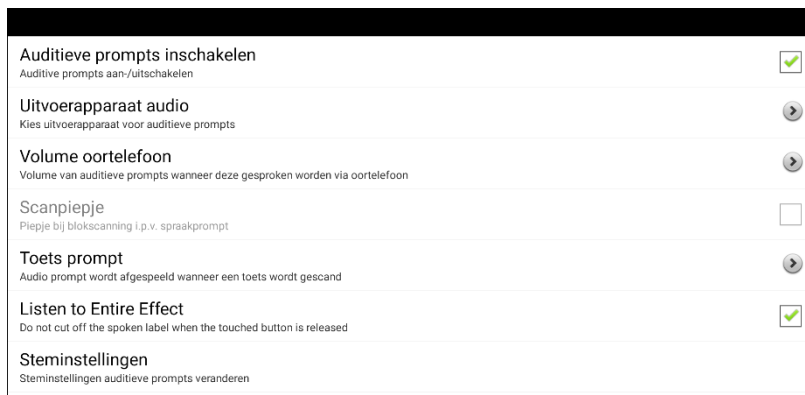 Auditieve prompts inschakelen
Auditive prompts aan-/uitschakelen
Uitvoerapparaat audio
Kies uitvoerapparaat voor auditieve prompts
Volume oortelefoon
Volume van auditieve prompts wanneer deze gesproken worden via oortelefoon
Scanpiepje
Piepje bij blokscanning i.p.v. spraakprompt
Toets prompt
Audio prompt wordt afgespeeld wanneer een toets wordt gescand
Listen to Entire Effect
Do not cut off the spoken label when the touched button is released
Steminstellingen
Steminstellingen auditieve prompts veranderen